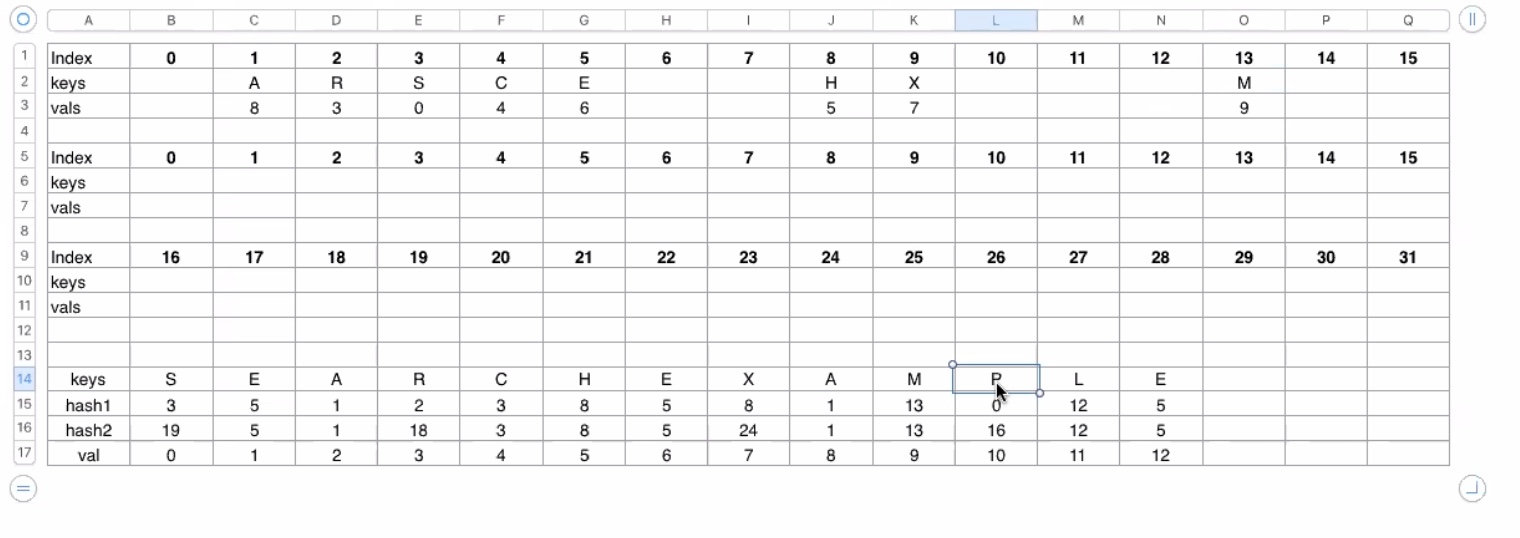 A B C D E F G H I J K L M N O P Q
1 Index 0 1 2 3 4 5 6 7 8 9 10 11 12 13 14 15
2 keys A R S C E H X M
3 vals 8 3 0 4 6 5 7 9
4
5 Index 0 1 2 3 4 5 6 7 8 9 10 11 12 13 14 15
6 keys
7 vals
8
9 Index 16 17 18 19 20 21 22 23 24 25 26 27 28 29 30 31
10 keys
11 vals
12
13
14 keys S E A R C H E X A M P L E
15 hash1 3 5 1 2 3 8 5 8 1 13 0 12 5
16 hash2 19 5 1 18 3 8 5 24 1 13 16 12 5
17 val 0 1 2 3 4 5 6 7 8 9 10 11 12